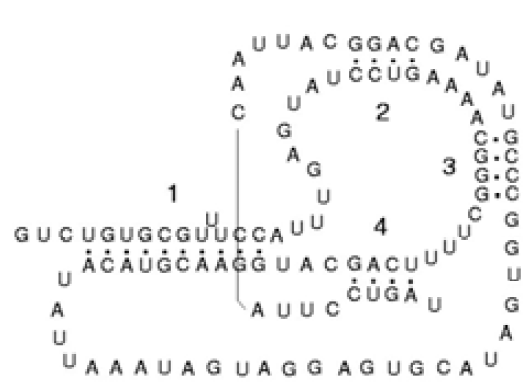 A U U A C G G A C G A U A U
A A C
U A U C C U G A A A A
2
U G A G U U U
C G G G C
G C C C G G U G A U
3
1
4
U
G U C U G U G C G U U C C A
A C A U G C A A G G U A C G A C U U U U
A U U C C U G A U
U A U U
A A A U A G U A G G A G U G C A